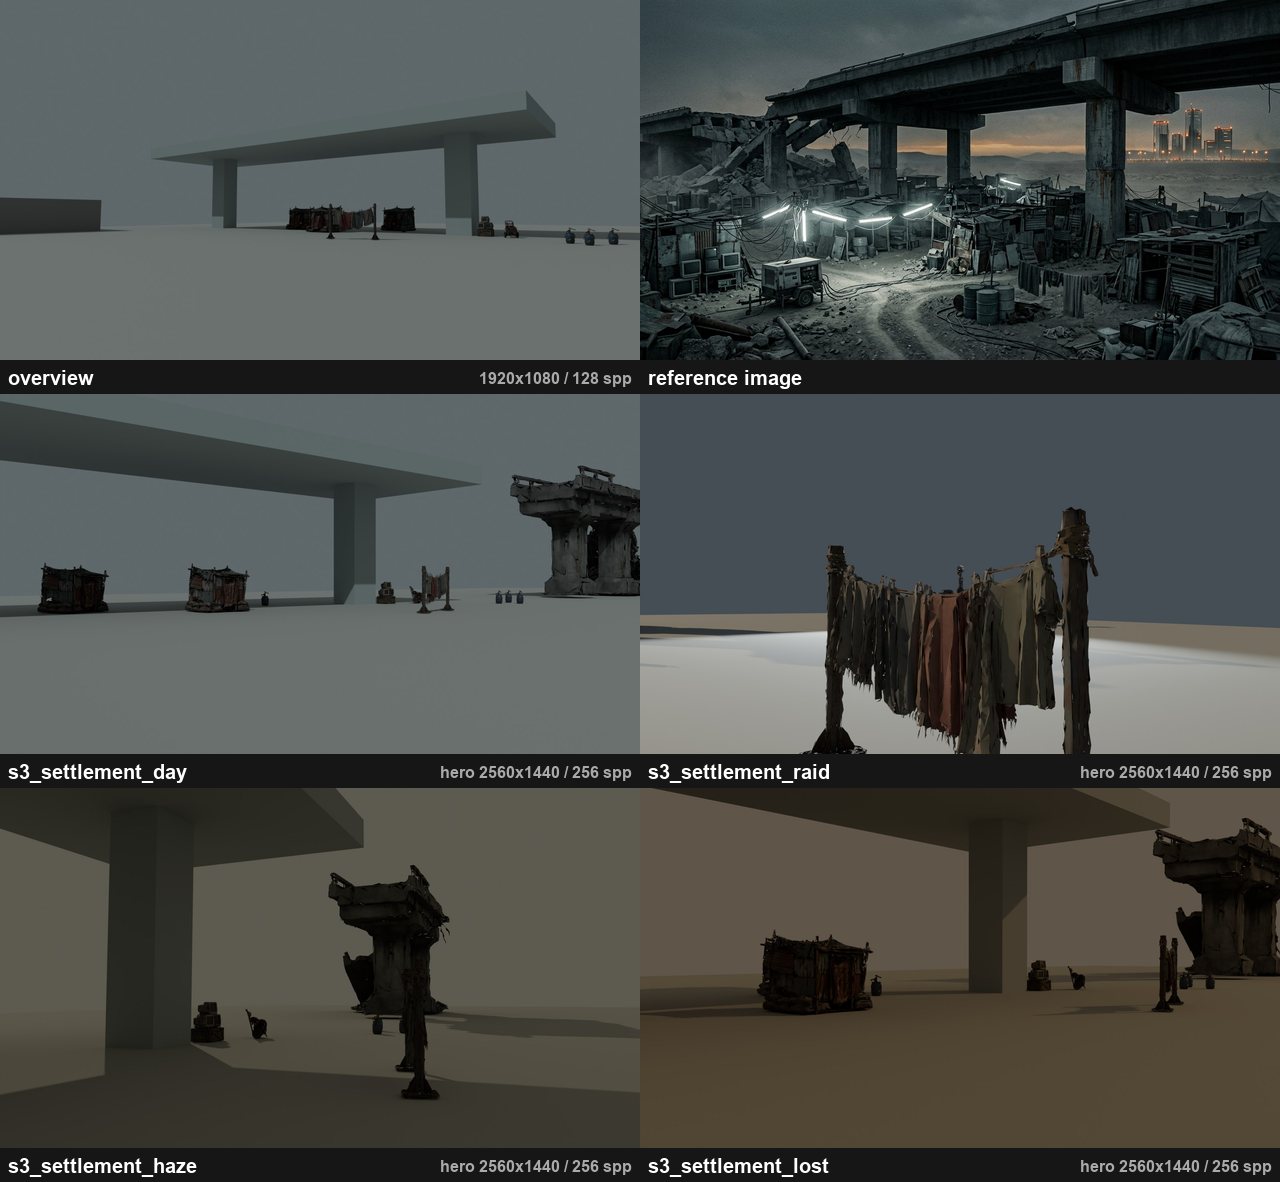 overview
1920x1080 / 128 spp
reference image
s3_settlement_day
hero 2560x1440 / 256 spp
s3_settlement_raid
hero 2560x1440 / 256 spp
s3_settlement_haze
hero 2560x1440 / 256 spp
s3_settlement_lost
hero 2560x1440 / 256 spp